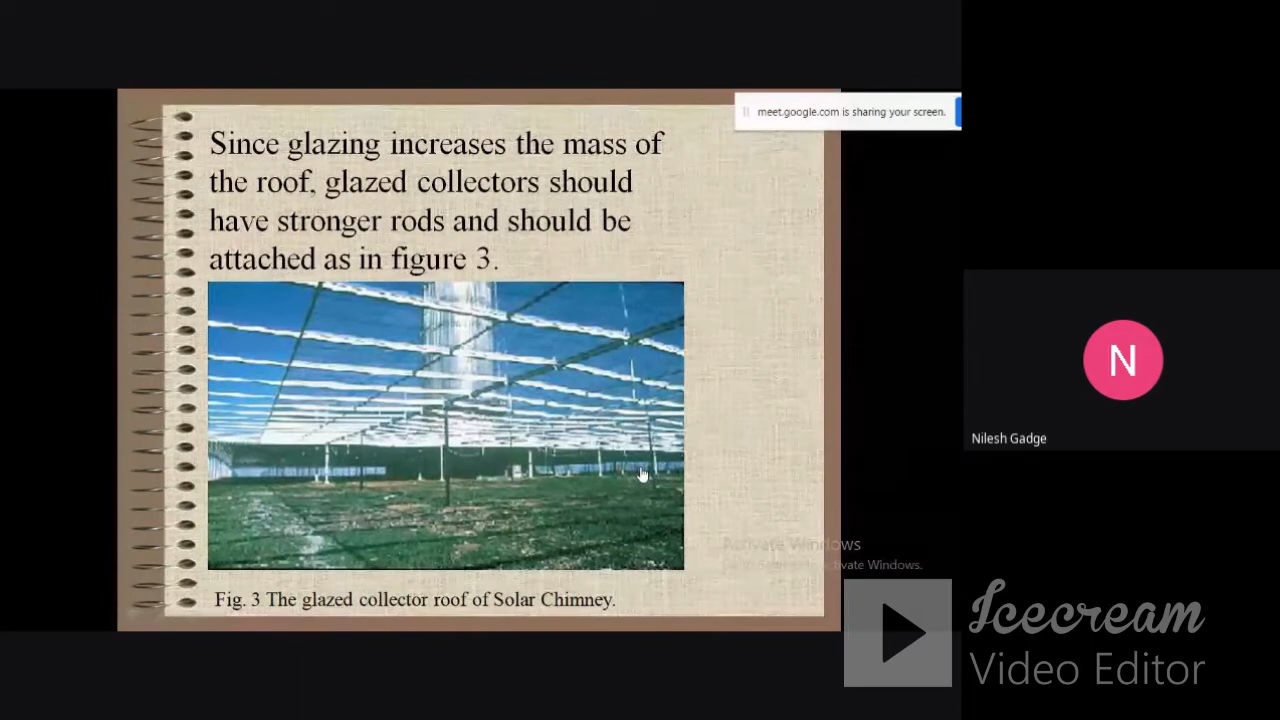 Since glazing increases the mass of
the roof, glazed collectors should
have stronger rods and should be
attached as in figure 3.
Fig. 3 The glazed collector roof of Solar Chimney.
meet.google.com is sharing your screen.
N
Nilesh Gadge
Activate Windows
Activate Windows.
Icecream
Video Editor